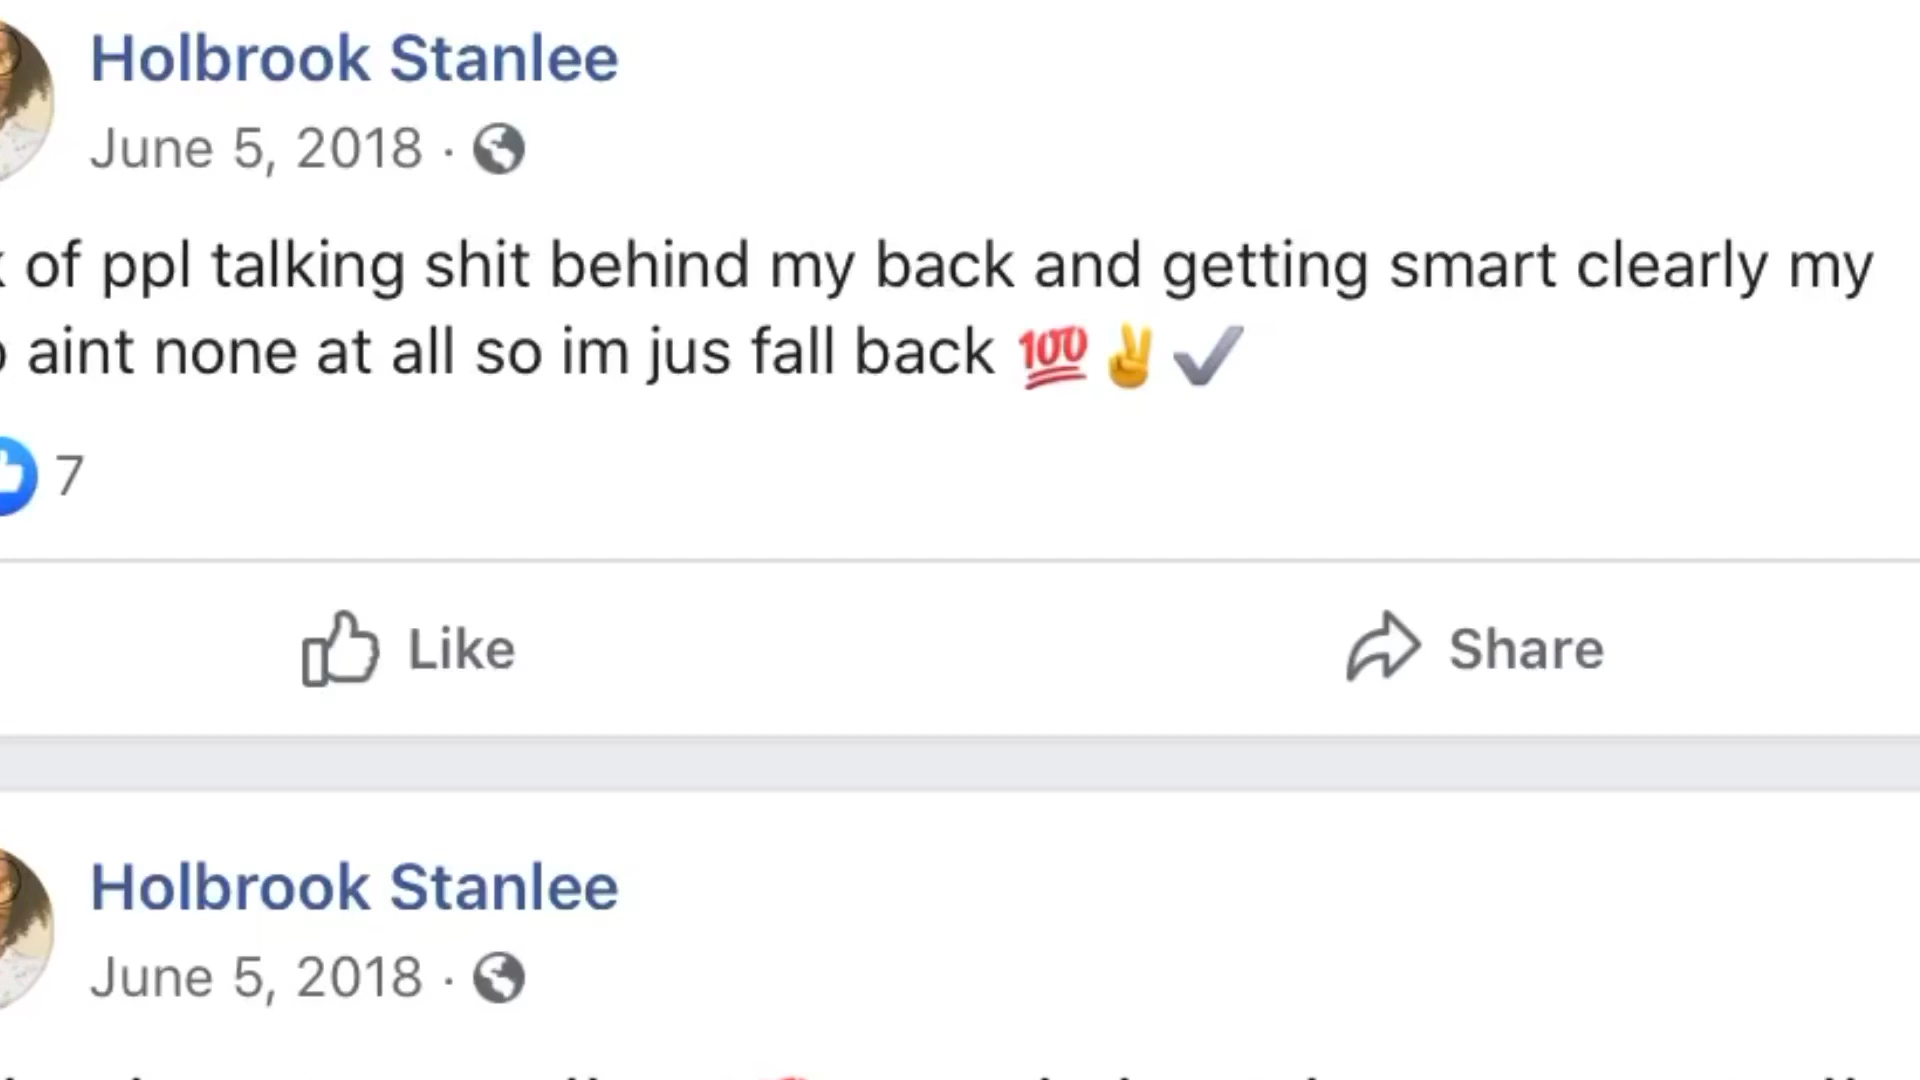 Holbrook Stanlee
June 5, 2018 ·
of ppl talking shit behind my back and getting smart clearly my
aint none at all so im jus fall back 💯✌️✔️
7
Like
Share
Holbrook Stanlee
June 5, 2018 ·